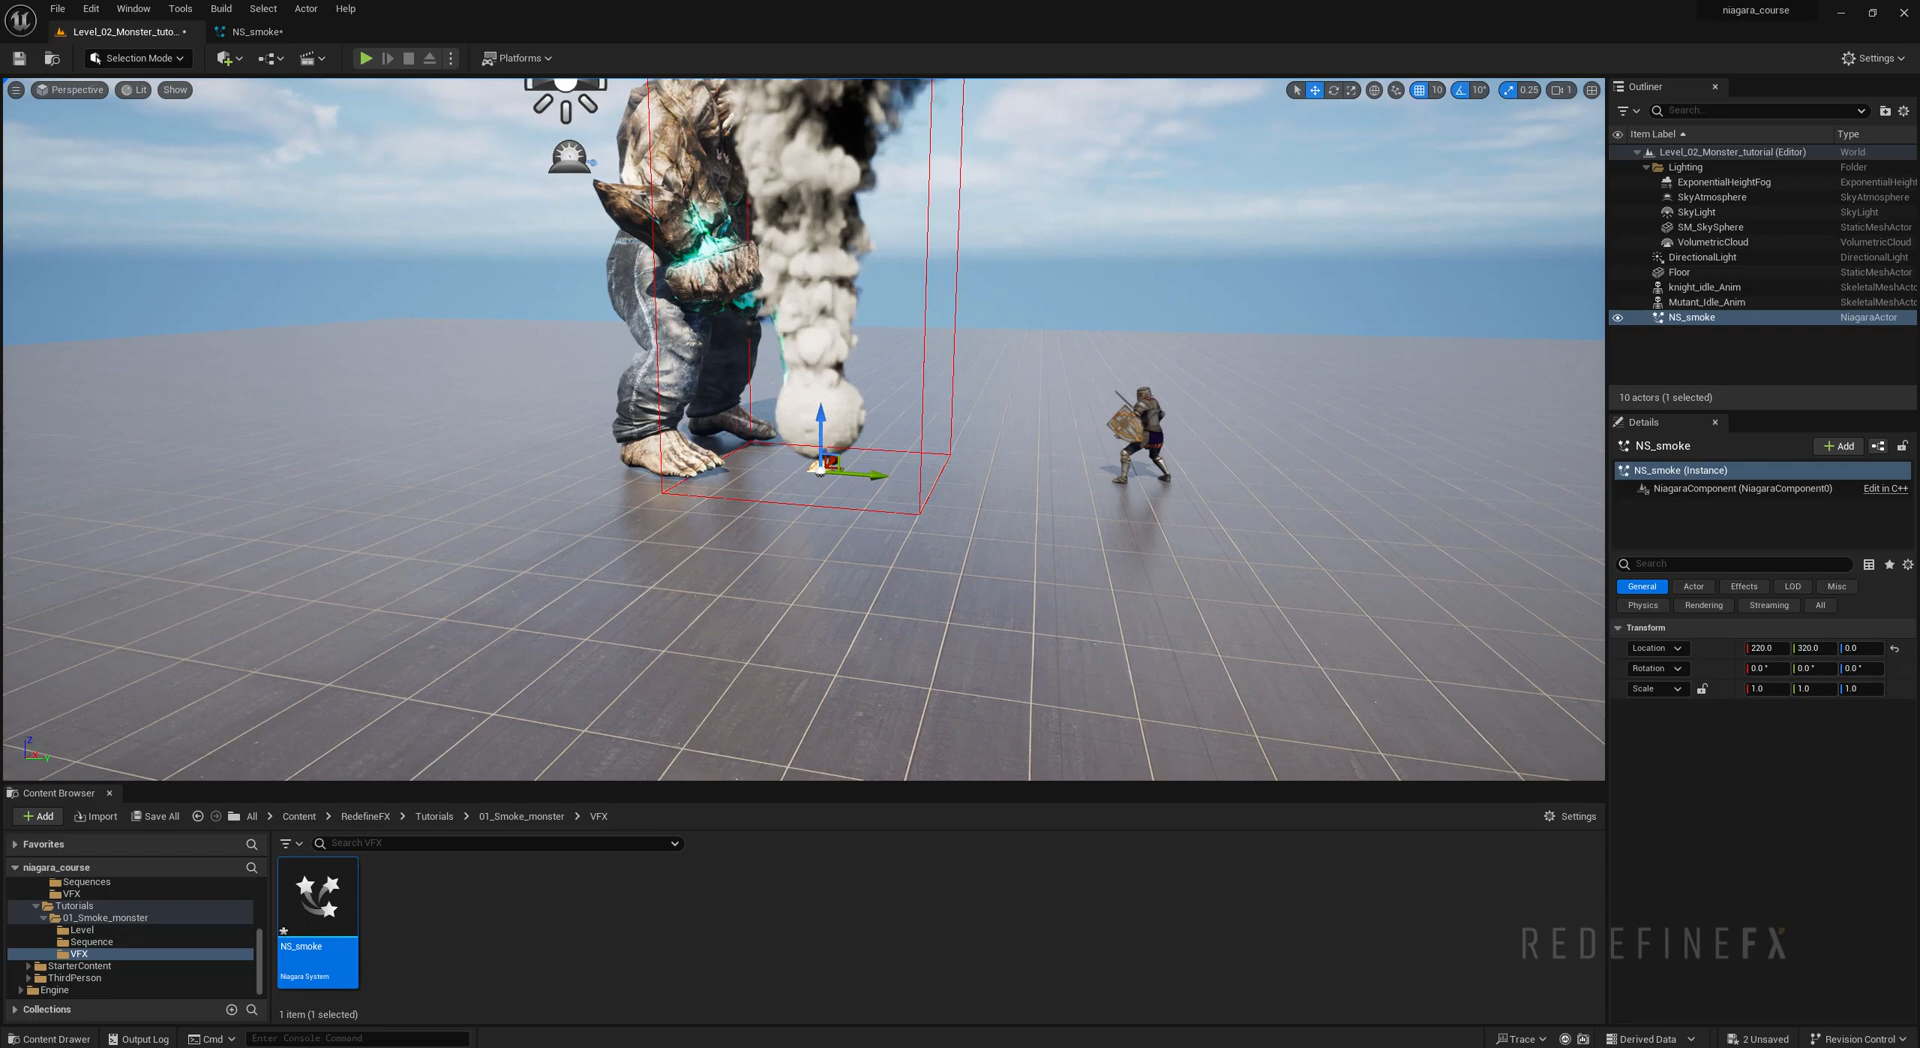 File Edit Window Tools Build Select Actor Help
niagara_course
Level_02_Monster_tuto... •
NS_smoke•
Selection Mode
Platforms
Settings
Perspective
Lit
Show
10
10°
0.25
1
Outliner
Search...
Item Label
Type
Level_02_Monster_tutorial (Editor) World
Lighting Folder
ExponentialHeightFog ExponentialHeight
SkyAtmosphere SkyAtmosphere
SkyLight SkyLight
SM_SkySphere StaticMeshActor
VolumetricCloud VolumetricCloud
DirectionalLight DirectionalLight
Floor StaticMeshActor
knight_idle_Anim SkeletalMeshActo
Mutant_Idle_Anim SkeletalMeshActo
NS_smoke NiagaraActor
10 actors (1 selected)
Details
NS_smoke
Add
NS_smoke (Instance)
NiagaraComponent (NiagaraComponent0) Edit in C++
Search
General Actor Effects LOD Misc
Physics Rendering Streaming All
Transform
Location 220.0 320.0 0.0
Rotation 0.0 ° 0.0 ° 0.0 °
Scale 1.0 1.0 1.0
Z
Y
Content Browser
Add Import Save All All > Content > RedefineFX > Tutorials > 01_Smoke_monster > VFX
Settings
Favorites
Search VFX
niagara_course
Sequences
VFX
Tutorials
01_Smoke_monster
Level
Sequence
VFX
StarterContent
ThirdPerson
Engine
Collections
NS_smoke
Niagara System
1 item (1 selected)
REDEFINEFX
Content Drawer
Output Log
Cmd
Enter Console Command
Trace
Derived Data
2 Unsaved
Revision Control